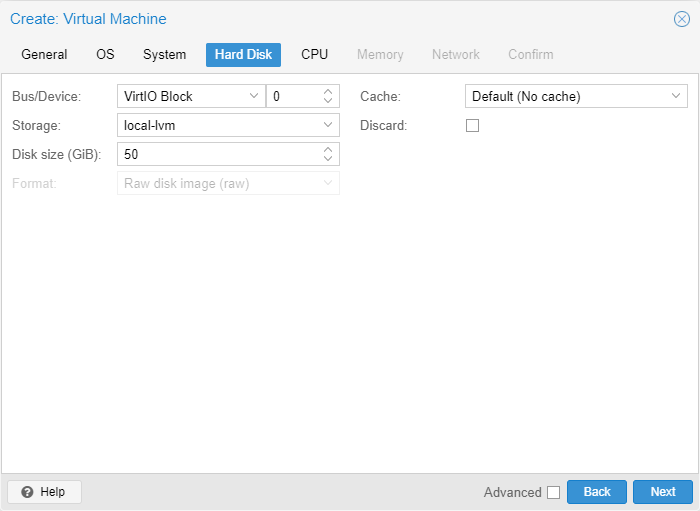 Create: Virtual Machine
General OS System Hard Disk CPU Memory Network Confirm
Bus/Device: VirtIO Block 0 Cache: Default (No cache)
Storage: local-lvm Discard:
Disk size (GiB): 50
Format: Raw disk image (raw)
Help Advanced Back Next